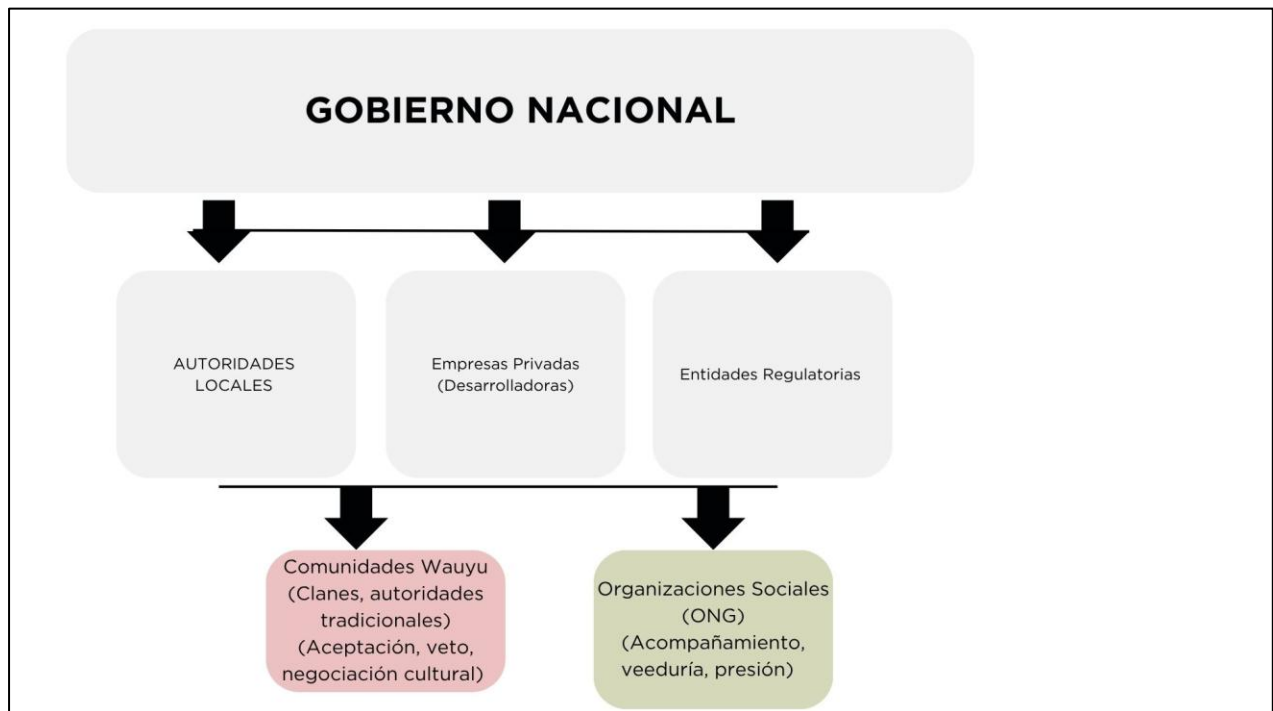 GOBIERNO NACIONAL
AUTORIDADES
LOCALES
Empresas Privadas
(Desarrolladoras)
Entidades Regulatorias
Comunidades Wauyu
(Clanes, autoridades
tradicionales)
(Aceptación, veto,
negociación cultural)
Organizaciones Sociales
(ONG)
(Acompañamiento,
veeduría, presión)